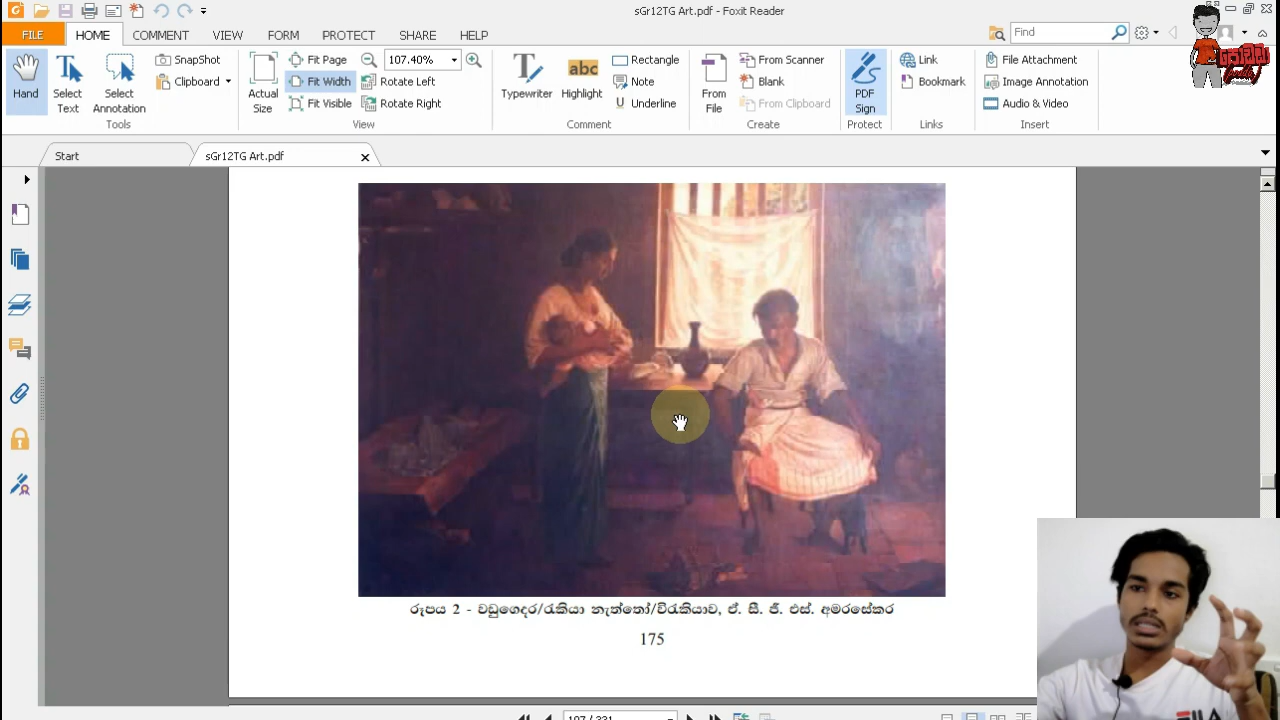 sGr12TG Art.pdf - Foxit Reader
FILE HOME COMMENT VIEW FORM PROTECT SHARE HELP
Find
Hand
Select Text
Select Annotation
SnapShot
Clipboard
Tools
Actual Size
Fit Page
Fit Width
Fit Visible
107.40%
Rotate Left
Rotate Right
View
Typewriter
Highlight
Rectangle
Note
Underline
Comment
From File
From Scanner
Blank
From Clipboard
Create
PDF Sign
Protect
Link
Bookmark
Links
File Attachment
Image Annotation
Audio & Video
Insert
Start
sGr12TG Art.pdf
රූපය 2 - වඩුගෙදර/රැකියා නැත්තෝ/විරැකියාව, ඒ. සී. ජී. එස්. අමරසේකර
175
FILA